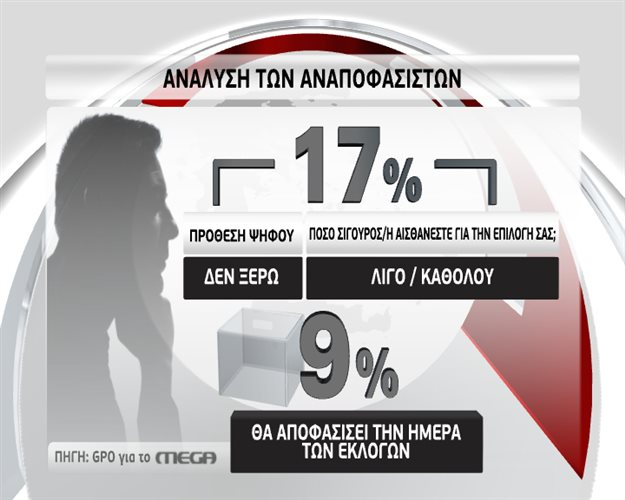 ΑΝΑΛΥΣΗ ΤΩΝ ΑΝΑΠΟΦΑΣΙΣΤΩΝ
17%
ΠΡΟΘΕΣΗ ΨΗΦΟΥ
ΔΕΝ ΞΕΡΩ
ΠΟΣΟ ΣΙΓΟΥΡΟΣ/Η ΑΙΣΘΑΝΕΣΤΕ ΓΙΑ ΤΗΝ ΕΠΙΛΟΓΗ ΣΑΣ;
ΛΙΓΟ / ΚΑΘΟΛΟΥ
9%
ΘΑ ΑΠΟΦΑΣΙΣΕΙ ΤΗΝ ΗΜΕΡΑ
ΤΩΝ ΕΚΛΟΓΩΝ
ΠΗΓΗ: GPO για το MEGA